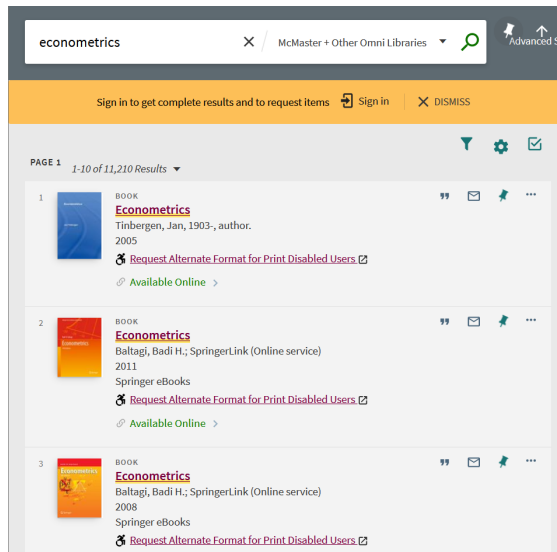 econometrics
McMaster + Other Omni Libraries
Advanced S
Sign in to get complete results and to request items Sign in DISMISS
PAGE 1 1-10 of 11,210 Results
1
BOOK
Econometrics
Tinbergen, Jan, 1903-, author.
2005
Request Alternate Format for Print Disabled Users
Available Online
2
BOOK
Econometrics
Econometrics
Baltagi, Badi H.; SpringerLink (Online service)
2011
Springer eBooks
Request Alternate Format for Print Disabled Users
Available Online
3
BOOK
Econometrics
Econometrics
Baltagi, Badi H.; SpringerLink (Online service)
2008
Springer eBooks
Request Alternate Format for Print Disabled Users